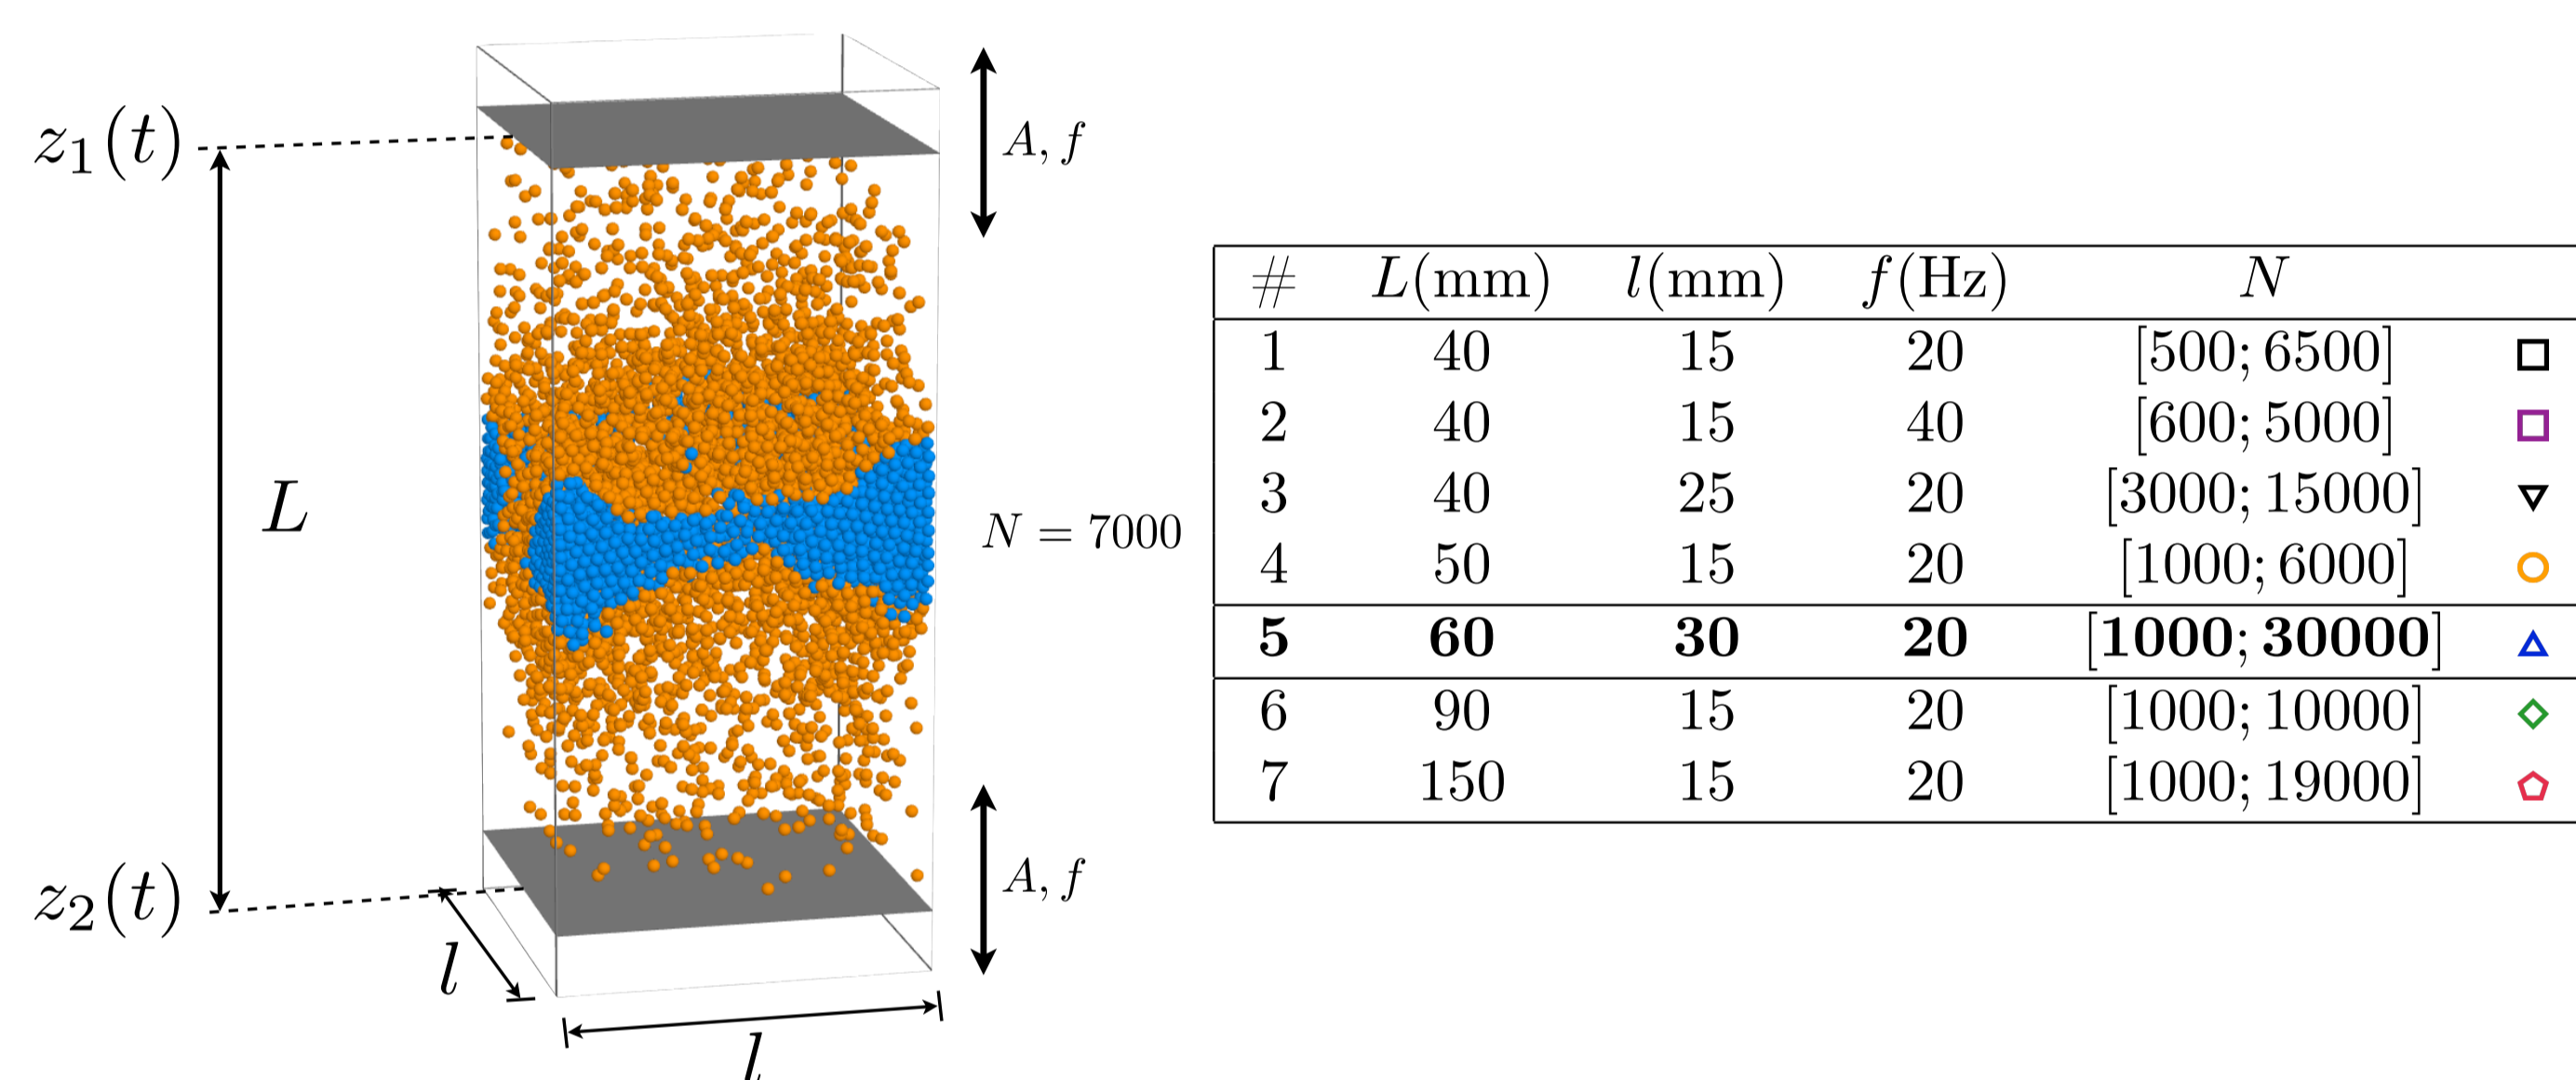 z₁(t)
A, f
L
N = 7000
z₂(t)
A, f
l
l
# L(mm) l(mm) f(Hz) N
1 40 15 20 [500; 6500]
2 40 15 40 [600; 5000]
3 40 25 20 [3000; 15000]
4 50 15 20 [1000; 6000]
5 60 30 20 [1000; 30000]
6 90 15 20 [1000; 10000]
7 150 15 20 [1000; 19000]